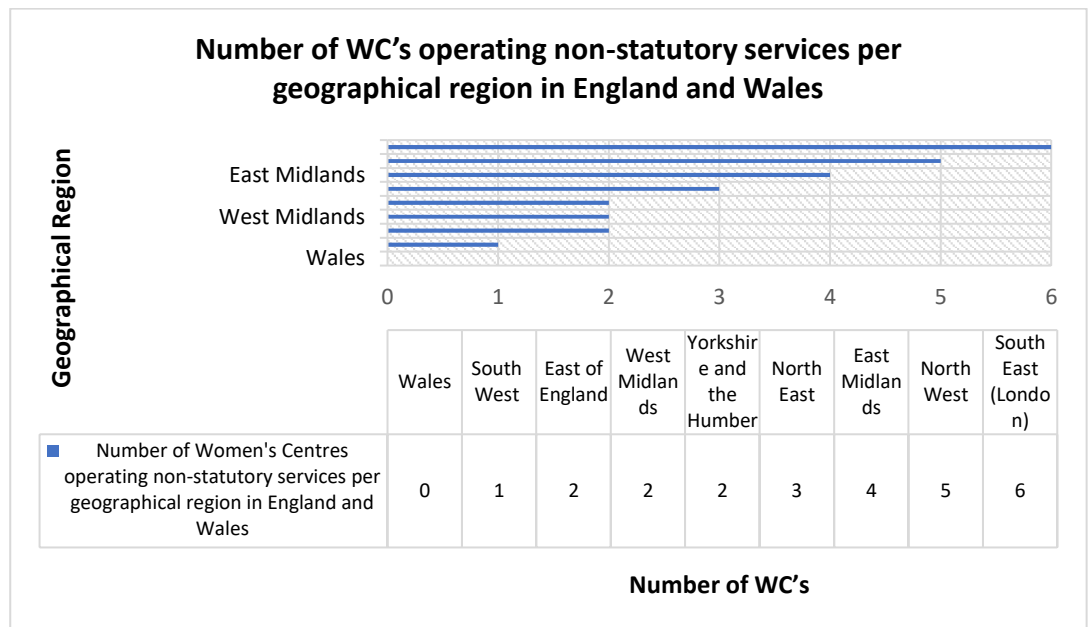 Number of WC’s operating non-statutory services per
geographical region in England and Wales
Geographical Region
East Midlands
West Midlands
Wales
0 1 2 3 4 5 6
Wales
South
West
East of
England
West
Midlan
ds
Yorkshir
e and
the
Humber
North
East
East
Midlan
ds
North
West
South
East
(Londo
n)
Number of Women's Centres
operating non-statutory services per
geographical region in England and
Wales
0 1 2 2 2 3 4 5 6
Number of WC’s